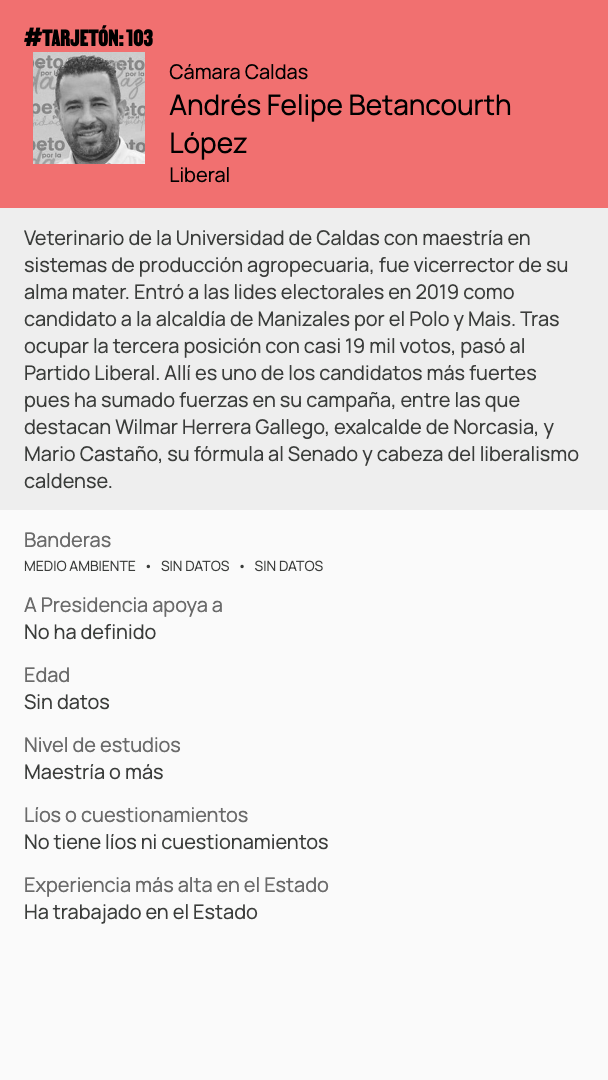 #TARJETÓN: 103
Cámara Caldas
Andrés Felipe Betancourth
López
Liberal
Veterinario de la Universidad de Caldas con maestría en
sistemas de producción agropecuaria, fue vicerrector de su
alma mater. Entró a las lides electorales en 2019 como
candidato a la alcaldía de Manizales por el Polo y Mais. Tras
ocupar la tercera posición con casi 19 mil votos, pasó al
Partido Liberal. Allí es uno de los candidatos más fuertes
pues ha sumado fuerzas en su campaña, entre las que
destacan Wilmar Herrera Gallego, exalcalde de Norcasia, y
Mario Castaño, su fórmula al Senado y cabeza del liberalismo
caldense.
Banderas
MEDIO AMBIENTE • SIN DATOS • SIN DATOS
A Presidencia apoya a
No ha definido
Edad
Sin datos
Nivel de estudios
Maestría o más
Líos o cuestionamientos
No tiene líos ni cuestionamientos
Experiencia más alta en el Estado
Ha trabajado en el Estado